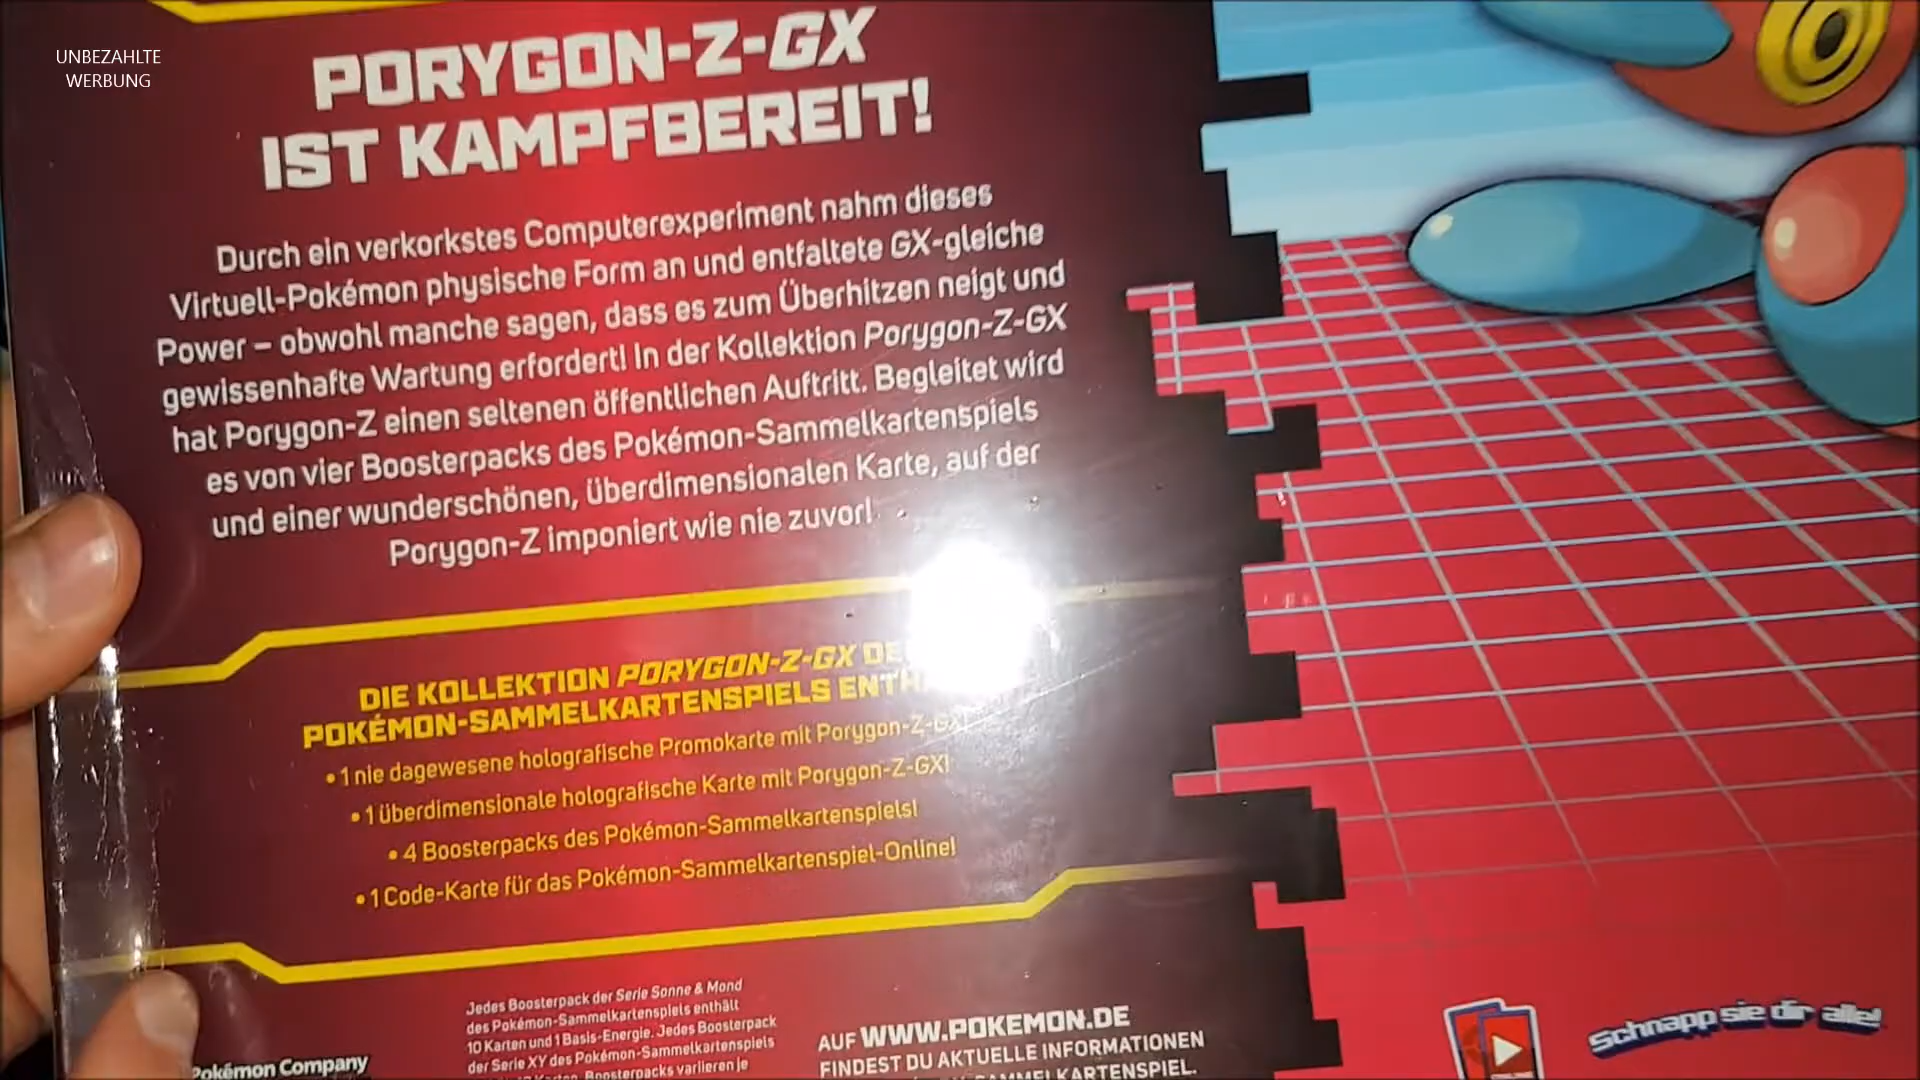 UNBEZAHLTE
WERBUNG
PORYGON-Z-GX
IST KAMPFBEREIT!
Durch ein verkorkstes Computerexperiment nahm dieses
Virtuell-Pokémon physische Form an und entfaltete GX-gleiche
Power – obwohl manche sagen, dass es zum Überhitzen neigt und
gewissenhafte Wartung erfordert! In der Kollektion Porygon-Z-GX
hat Porygon-Z einen seltenen öffentlichen Auftritt. Begleitet wird
es von vier Boosterpacks des Pokémon-Sammelkartenspiels
und einer wunderschönen, überdimensionalen Karte, auf der
Porygon-Z imponiert wie nie zuvor!
DIE KOLLEKTION PORYGON-Z-GX
POKÉMON-SAMMELKARTENSPIELS
• 1 nie dagewesene holografische Promokarte mit Porygon-Z-GX!
• 1 überdimensionale holografische Karte mit Porygon-Z-GX!
• 4 Boosterpacks des Pokémon-Sammelkartenspiels!
• 1 Code-Karte für das Pokémon-Sammelkartenspiel-Online!
Jedes Boosterpack der Serie Sonne & Mond
des Pokémon-Sammelkartenspiels enthält
10 Karten und 1 Basis-Energie. Jedes Boosterpack
der Serie XY des Pokémon-Sammelkartenspiels
Karten. Boosterpacks variieren je
Pokémon Company
AUF WWW.POKEMON.DE
FINDEST DU AKTUELLE INFORMATIONEN
SAMMELKARTENSPIEL.
Schnapp sie dir alle!